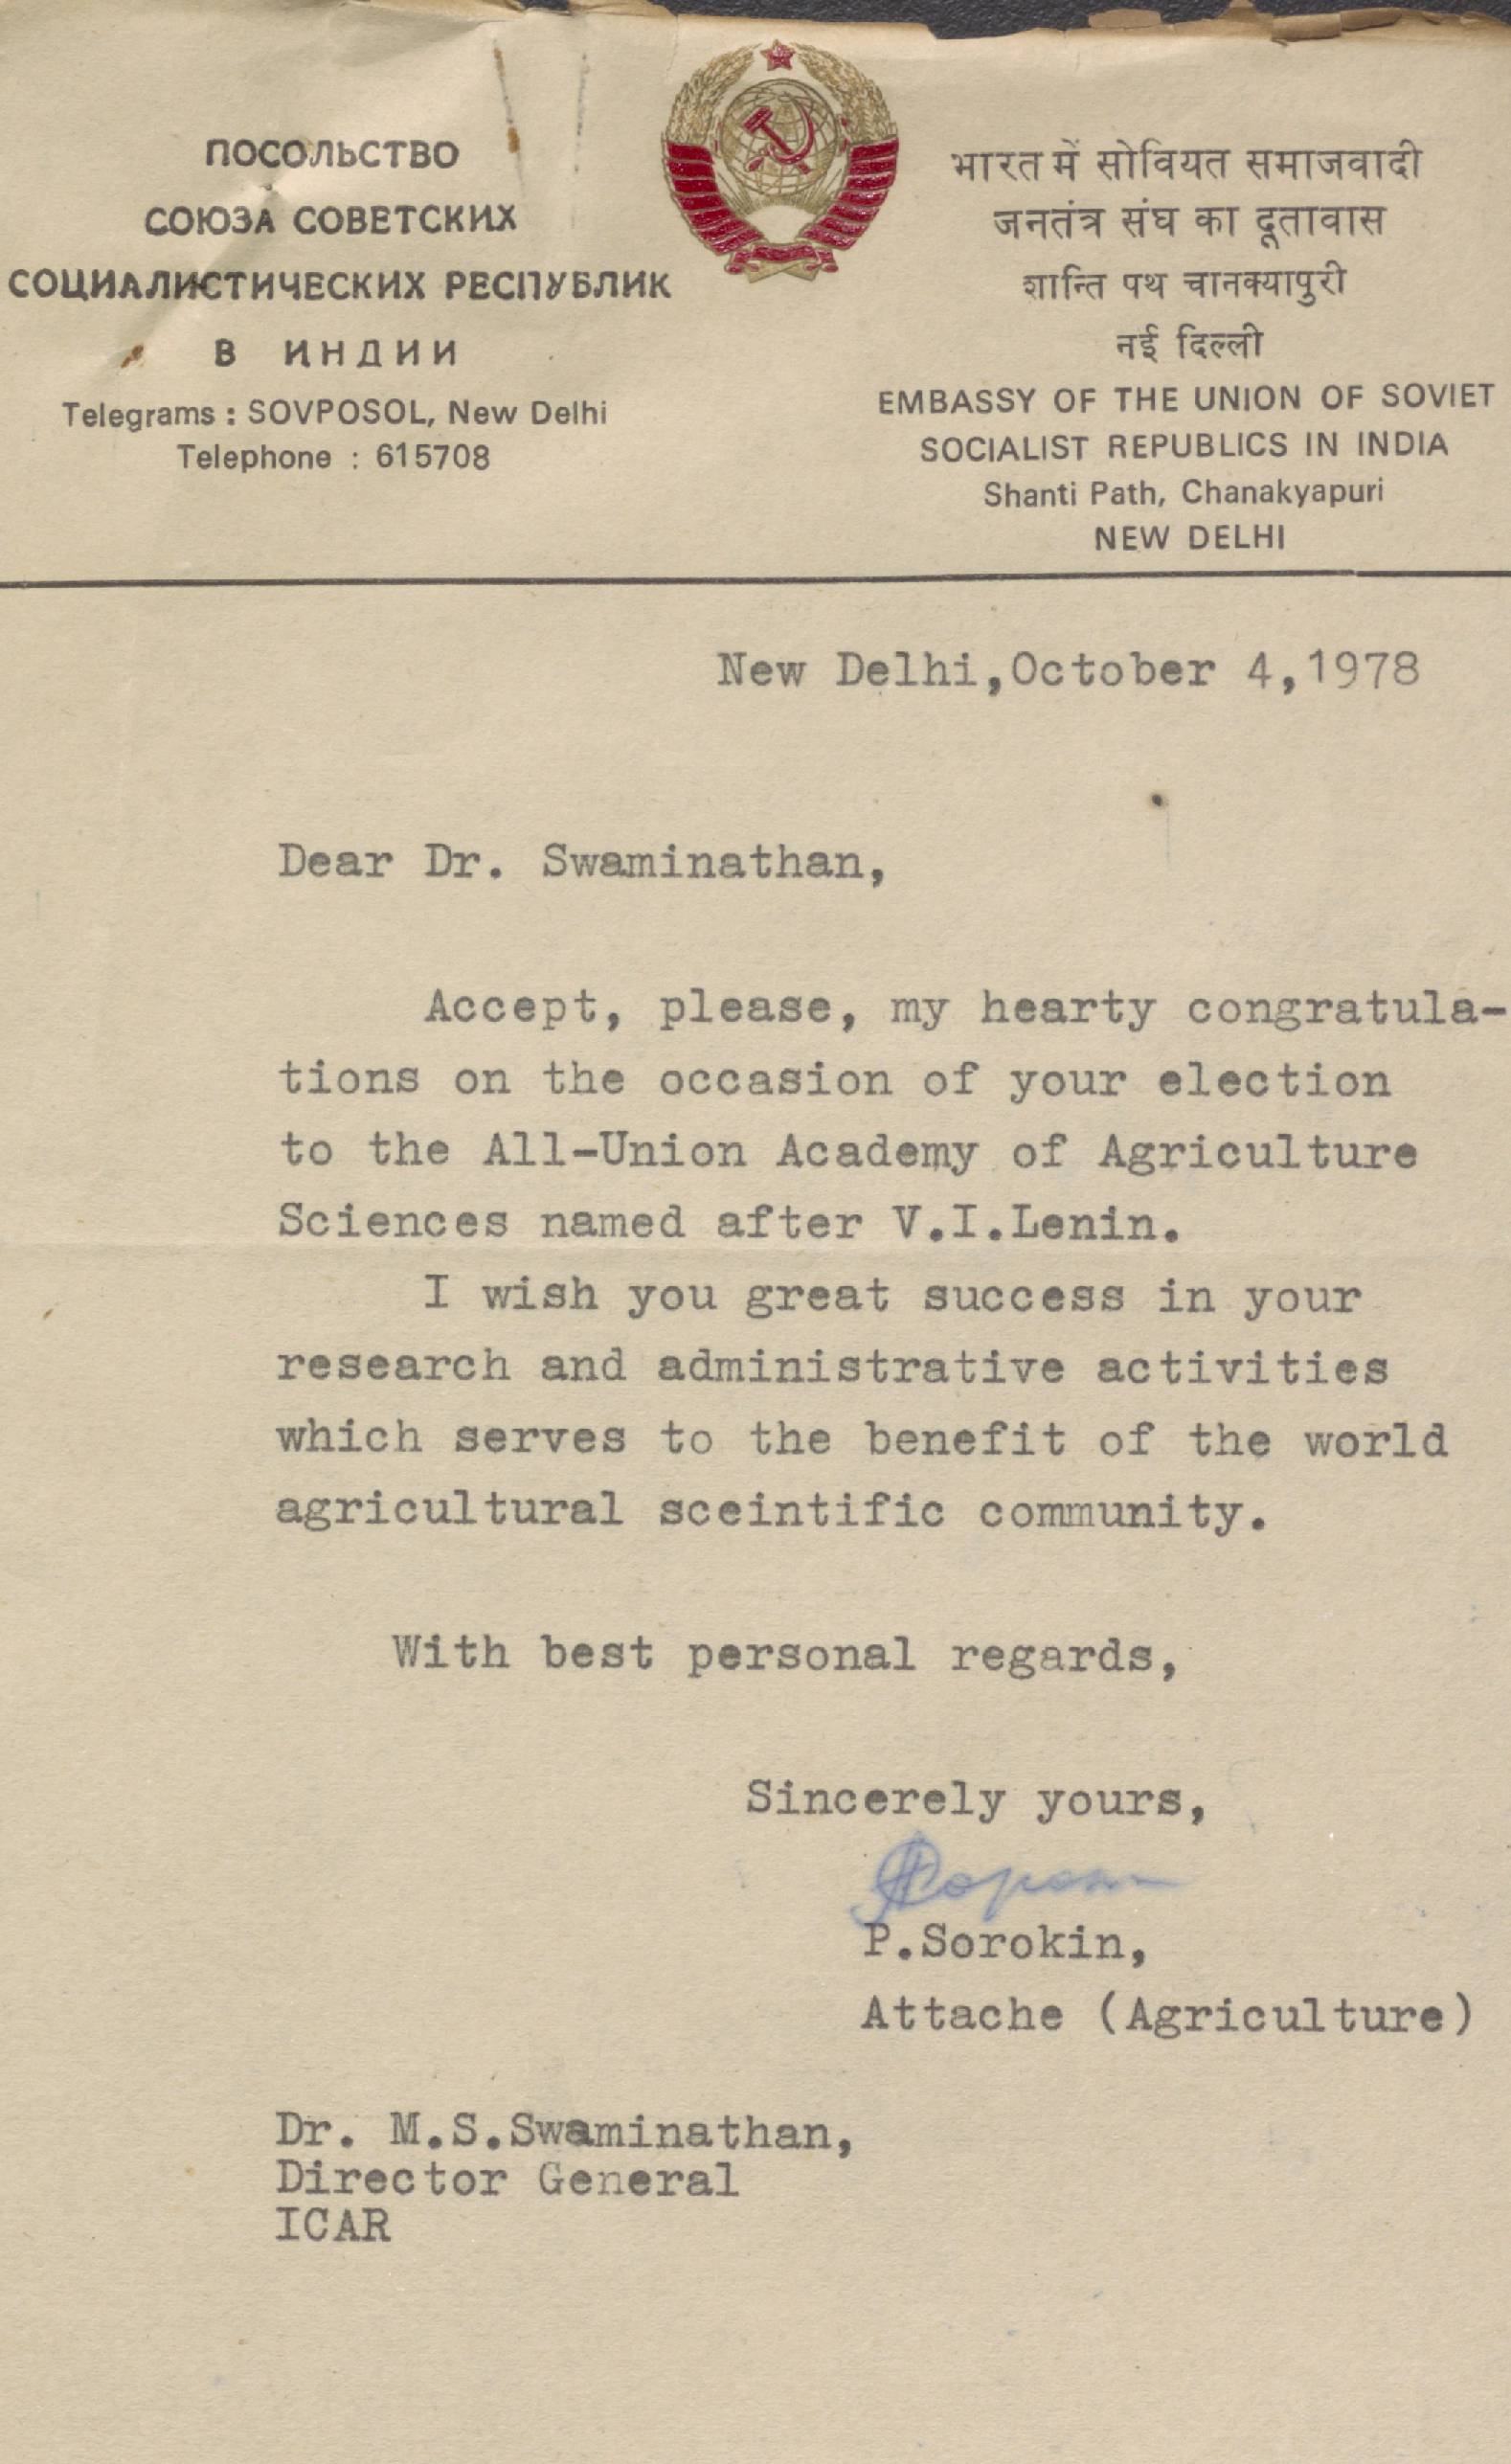 ПОСОЛЬСТВО
СОЮЗА СОВЕТСКИХ
СОЦИАЛИСТИЧЕСКИХ РЕСПУБЛИК
В ИНДИИ
Telegrams : SOVPOSOL, New Delhi
Telephone : 615708
भारत में सोवियत समाजवादी
जनतंत्र संघ का दूतावास
शान्ति पथ चानक्यापुरी
नई दिल्ली
EMBASSY OF THE UNION OF SOVIET
SOCIALIST REPUBLICS IN INDIA
Shanti Path, Chanakyapuri
NEW DELHI
New Delhi,October 4,1978
Dear Dr. Swaminathan,
Accept, please, my hearty congratula-
tions on the occasion of your election
to the All-Union Academy of Agriculture
Sciences named after V.I.Lenin.
I wish you great success in your
research and administrative activities
which serves to the benefit of the world
agricultural sceintific community.
With best personal regards,
Sincerely yours,
P.Sorokin,
Attache (Agriculture)
Dr. M.S.Swaminathan,
Director General
ICAR